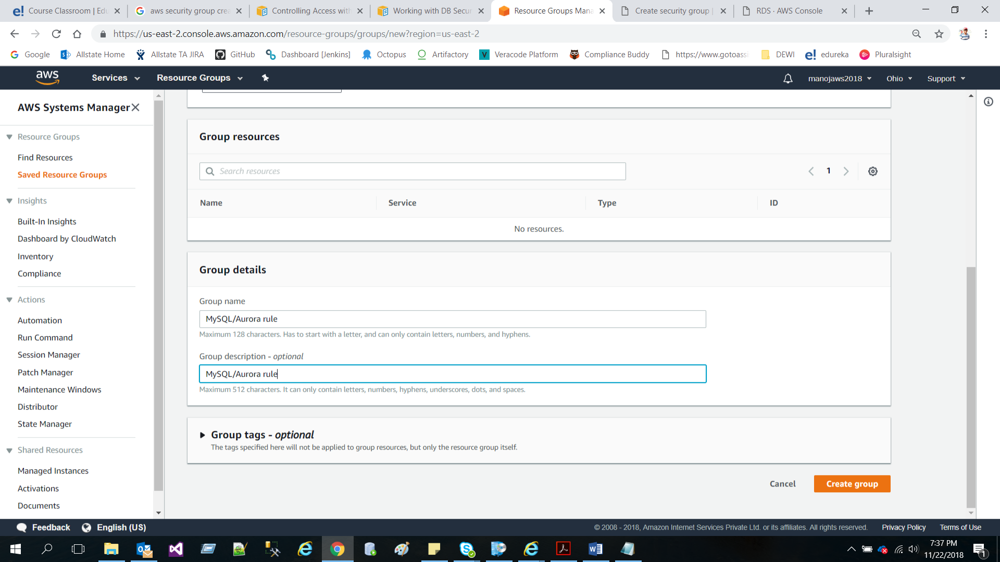 Course Classroom | Edu
aws security group crea
Controlling Access with
Working with DB Secur
Resource Groups Mana
Create security group |
RDS · AWS Console
https://us-east-2.console.aws.amazon.com/resource-groups/groups/new?region=us-east-2
Google
Allstate Home
Allstate TA JIRA
GitHub
Dashboard [Jenkins]
Octopus
Artifactory
Veracode Platform
Compliance Buddy
https://www.gotoassi
DEWI
edureka
Pluralsight
aws
Services
Resource Groups
manojaws2018
Ohio
Support
AWS Systems Manager
Resource Groups
Find Resources
Saved Resource Groups
Insights
Built-In Insights
Dashboard by CloudWatch
Inventory
Compliance
Actions
Automation
Run Command
Session Manager
Patch Manager
Maintenance Windows
Distributor
State Manager
Shared Resources
Managed Instances
Activations
Documents
Group resources
Search resources
1
Name
Service
Type
ID
No resources.
Group details
Group name
MySQL/Aurora rule
Maximum 128 characters. Has to start with a letter, and can only contain letters, numbers, and hyphens.
Group description - optional
MySQL/Aurora rule
Maximum 512 characters. It can only contain letters, numbers, hyphens, underscores, dots, and spaces.
Group tags - optional
The tags specified here will not be applied to group resources, but only the resource group itself.
Cancel
Create group
Feedback
English (US)
© 2008 - 2018, Amazon Internet Services Private Ltd. or its affiliates. All rights reserved.
Privacy Policy
Terms of Use
7:37 PM
11/22/2018
1